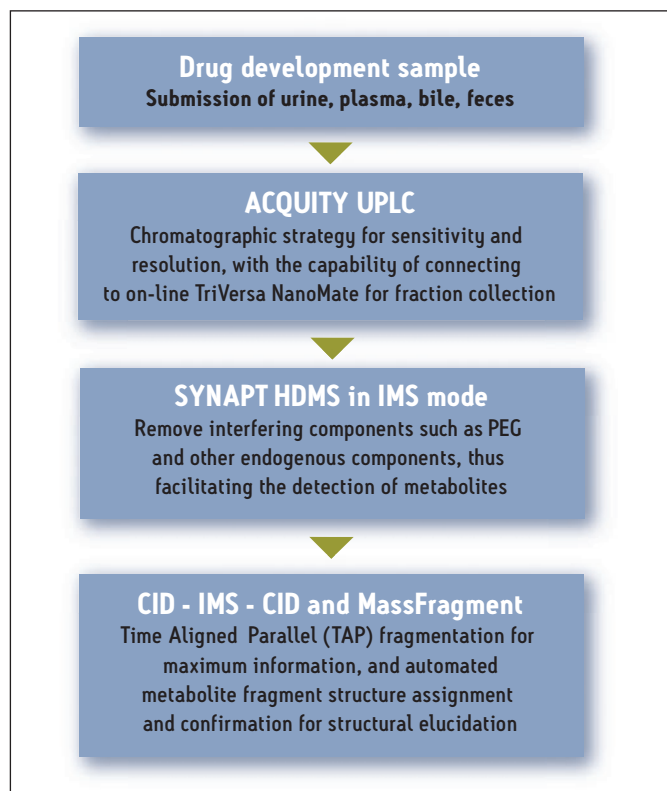 Drug development sample
Submission of urine, plasma, bile, feces
ACQUITY UPLC
Chromatographic strategy for sensitivity and
resolution, with the capability of connecting
to on-line TriVersa NanoMate for fraction collection
SYNAPT HDMS in IMS mode
Remove interfering components such as PEG
and other endogenous components, thus
facilitating the detection of metabolites
CID - IMS - CID and MassFragment
Time Aligned Parallel (TAP) fragmentation for
maximum information, and automated
metabolite fragment structure assignment
and confirmation for structural elucidation